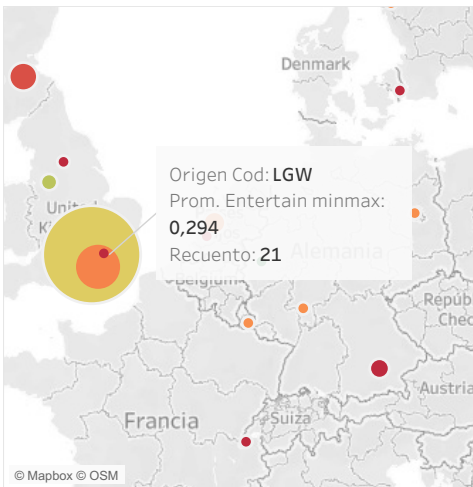 Denmark
Origen Cod: LGW
Prom. Entertain minmax:
0,294
Recuento: 21
Unit
K
Alemania
Belgium
Repúb
Chec
Austria
Francia
Suiza
© Mapbox © OSM